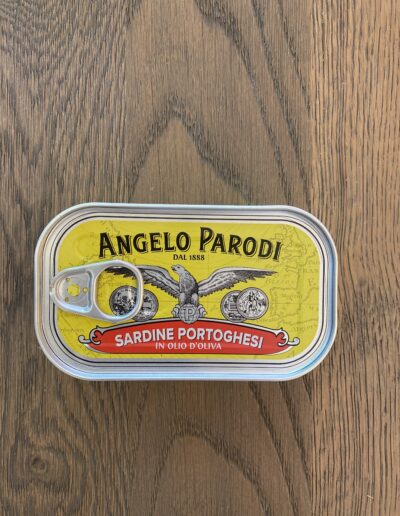 ANGELO PARODI
DAL 1888
SARDINE PORTOGHESI
IN OLIO D'OLIVA